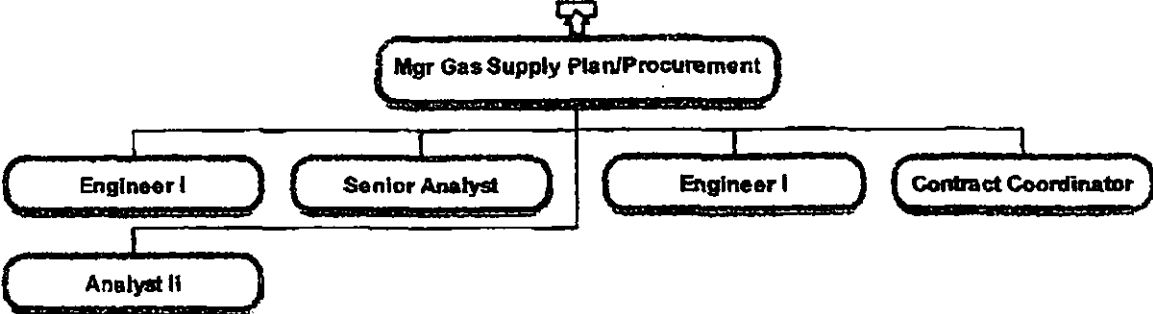 Mgr Gas Supply Plan/Procurement
Engineer I
Senior Analyst
Engineer I
Contract Coordinator
Analyst II